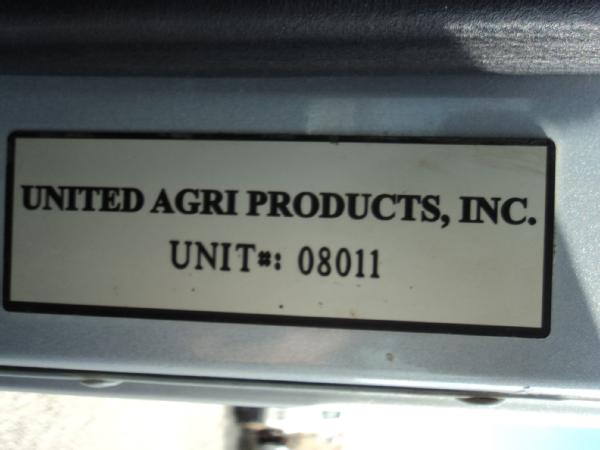 UNITED AGRI PRODUCTS, INC.
UNIT#: 08011